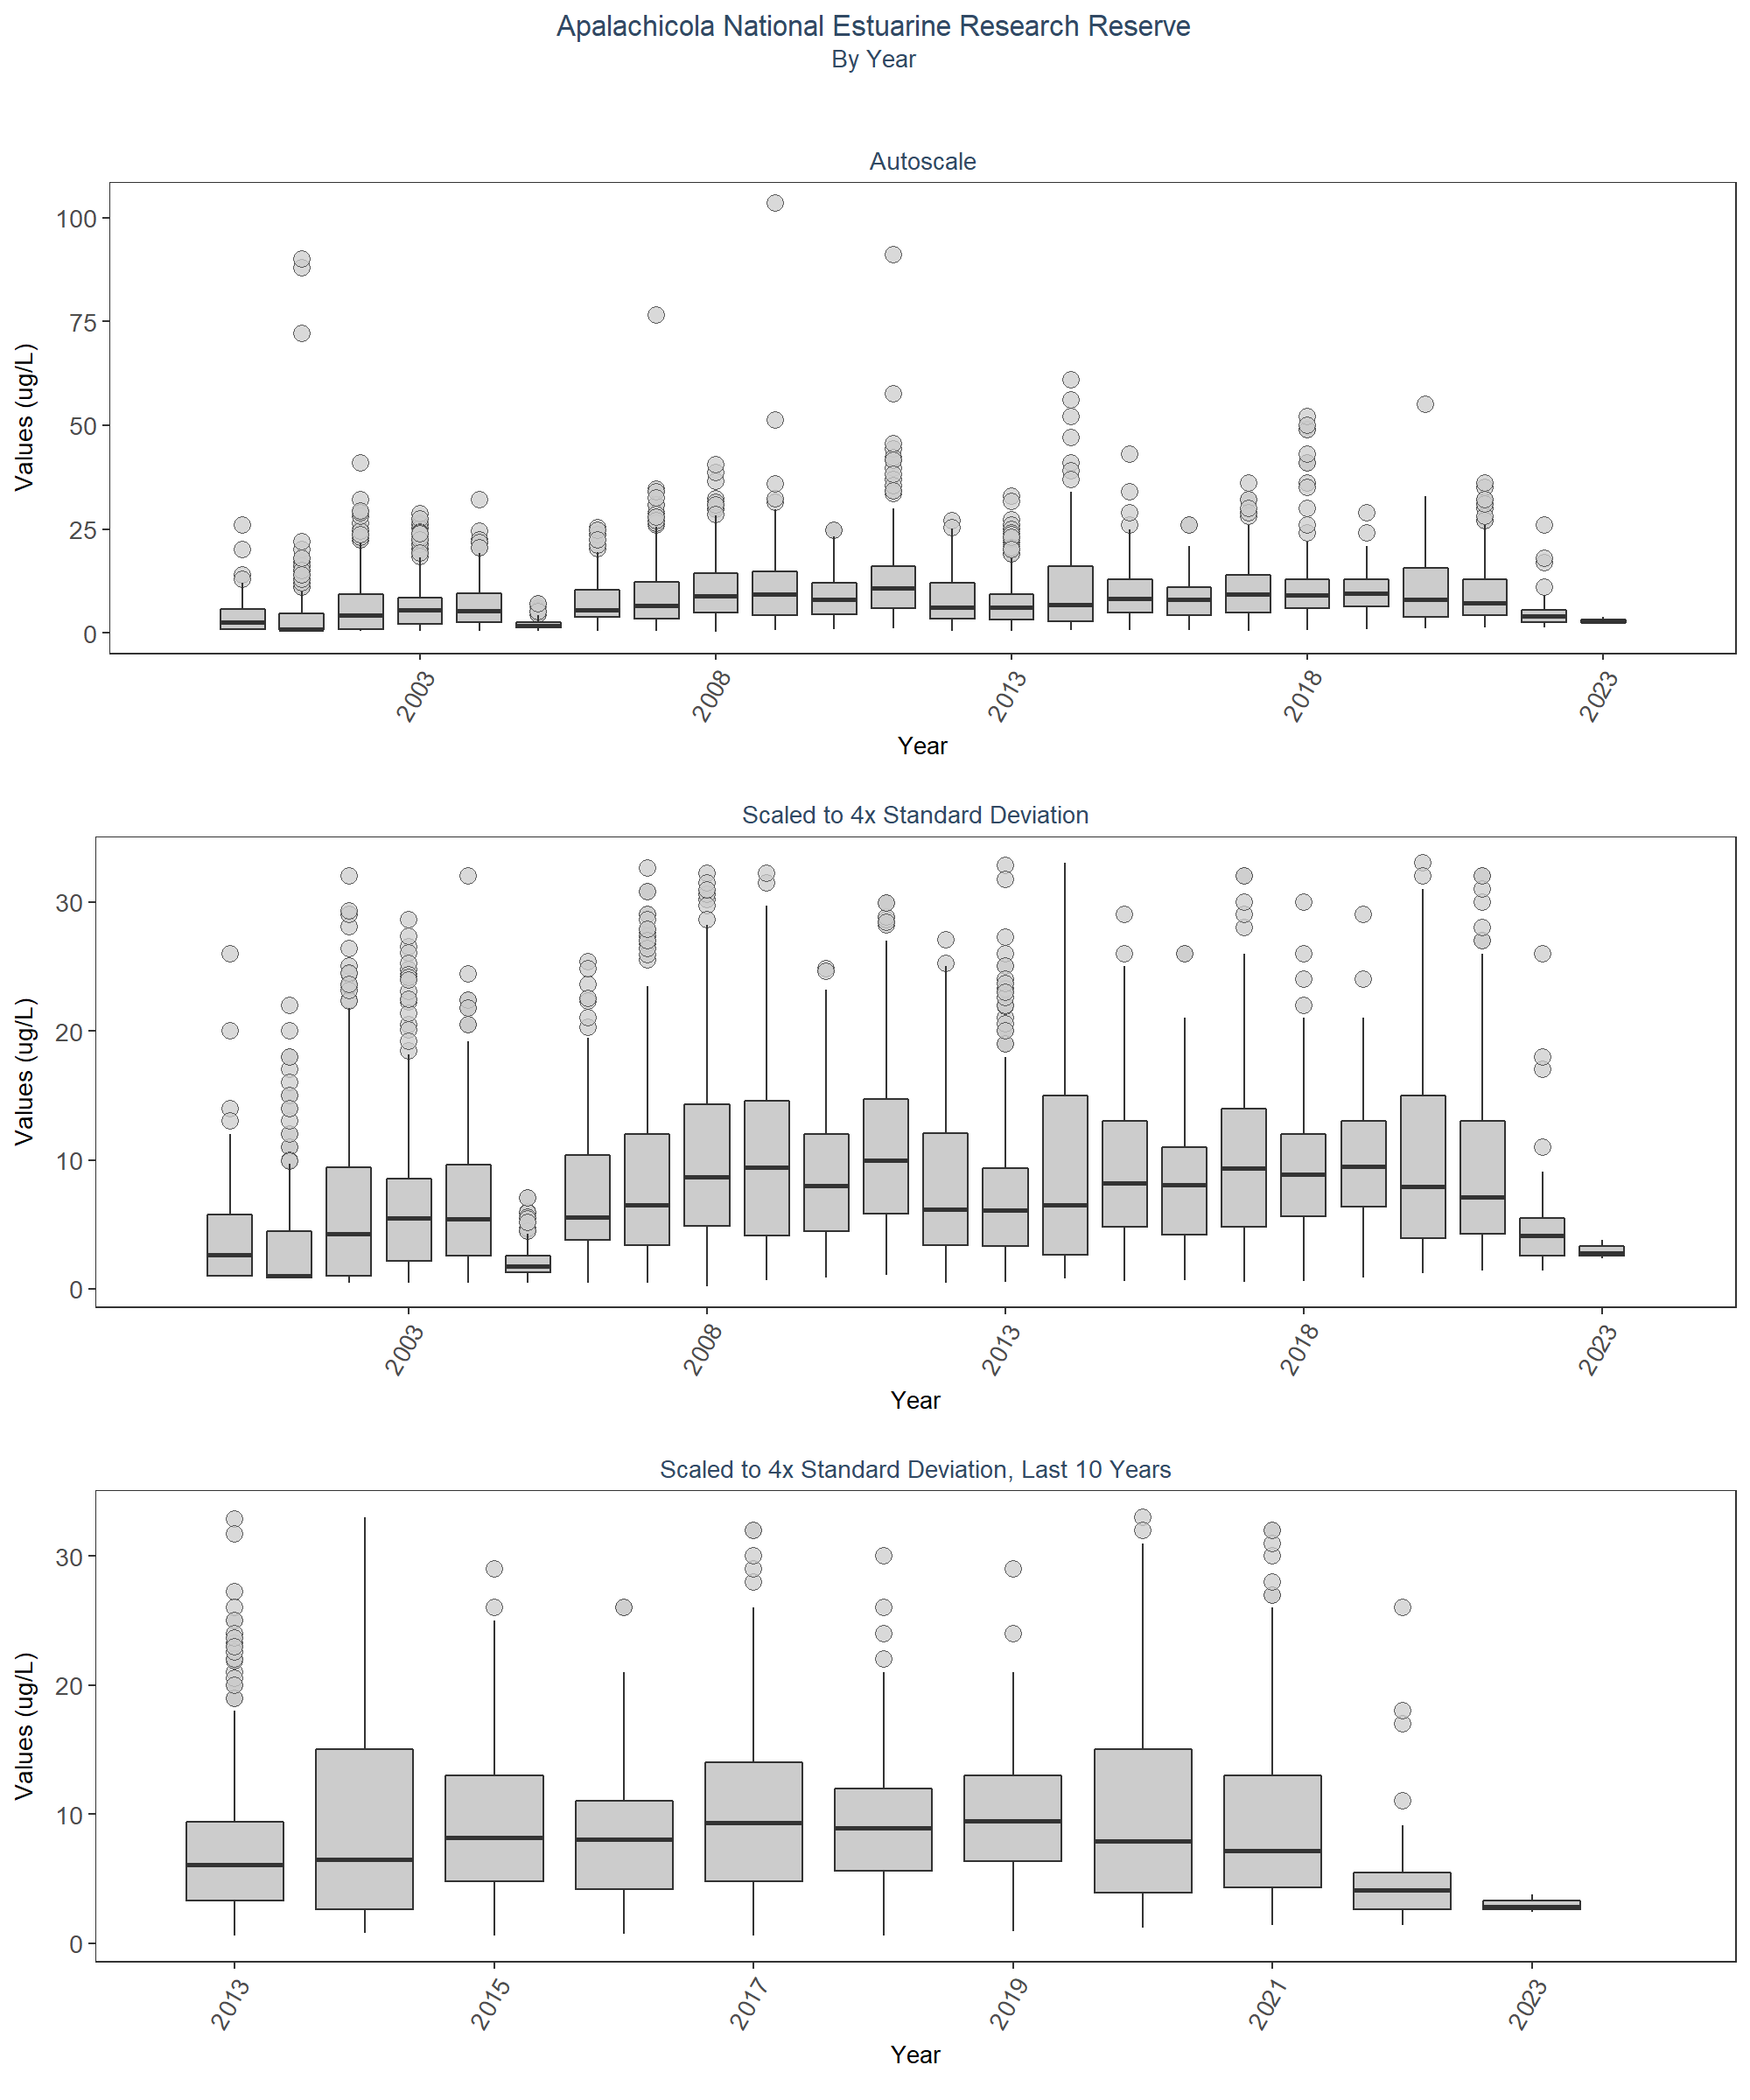 Apalachicola National Estuarine Research Reserve
By Year
Autoscale
Values (ug/L)
100
75
50
25
0
2003
2008
2013
2018
2023
Year
Scaled to 4x Standard Deviation
Values (ug/L)
30
20
10
0
2003
2008
2013
2018
2023
Year
Scaled to 4x Standard Deviation, Last 10 Years
Values (ug/L)
30
20
10
0
2013
2015
2017
2019
2021
2023
Year